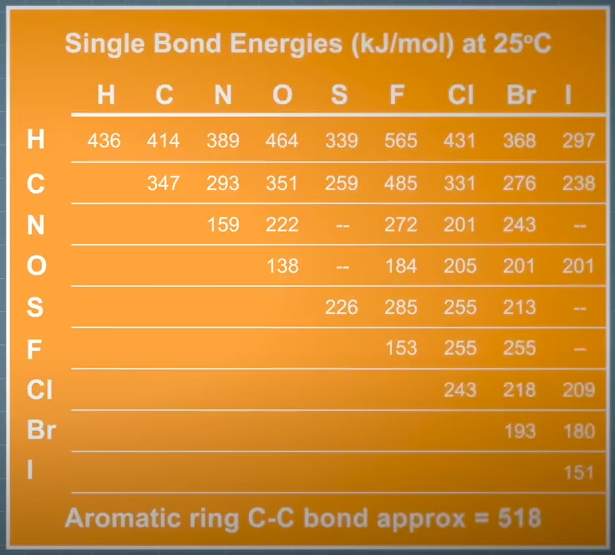 Single Bond Energies (kJ/mol) at 25°C
H C N O S F Cl Br I
H 436 414 389 464 339 565 431 368 297
C 347 293 351 259 485 331 276 238
N 159 222 -- 272 201 243 --
O 138 -- 184 205 201 201
S 226 285 255 213 --
F 153 255 255 –
Cl 243 218 209
Br 193 180
I 151
Aromatic ring C-C bond approx = 518